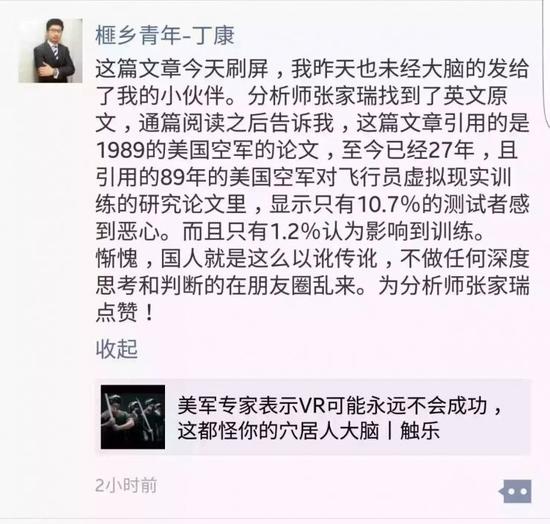 框乡青年-丁康
这篇文章今天刷屏，我昨天也未经大脑的发给
了我的小伙伴。分析师张家瑞找到了英文原
文，通篇阅读之后告诉我，这篇文章引用的是
1989的美国空军的论文，至今已经27年，且
引用的89年的美国空军对飞行员虚拟现实训
练的研究论文里，显示只有10.7%的测试者感
到恶心。而且只有1.2%认为影响到训练。
惭愧，国人就是这么以讹传讹，不做任何深度
思考和判断的在朋友圈乱来。为分析师张家瑞
点赞！
收起
美军专家表示VR可能永远不会成功，
这都怪你的穴居人大脑丨触乐
2小时前